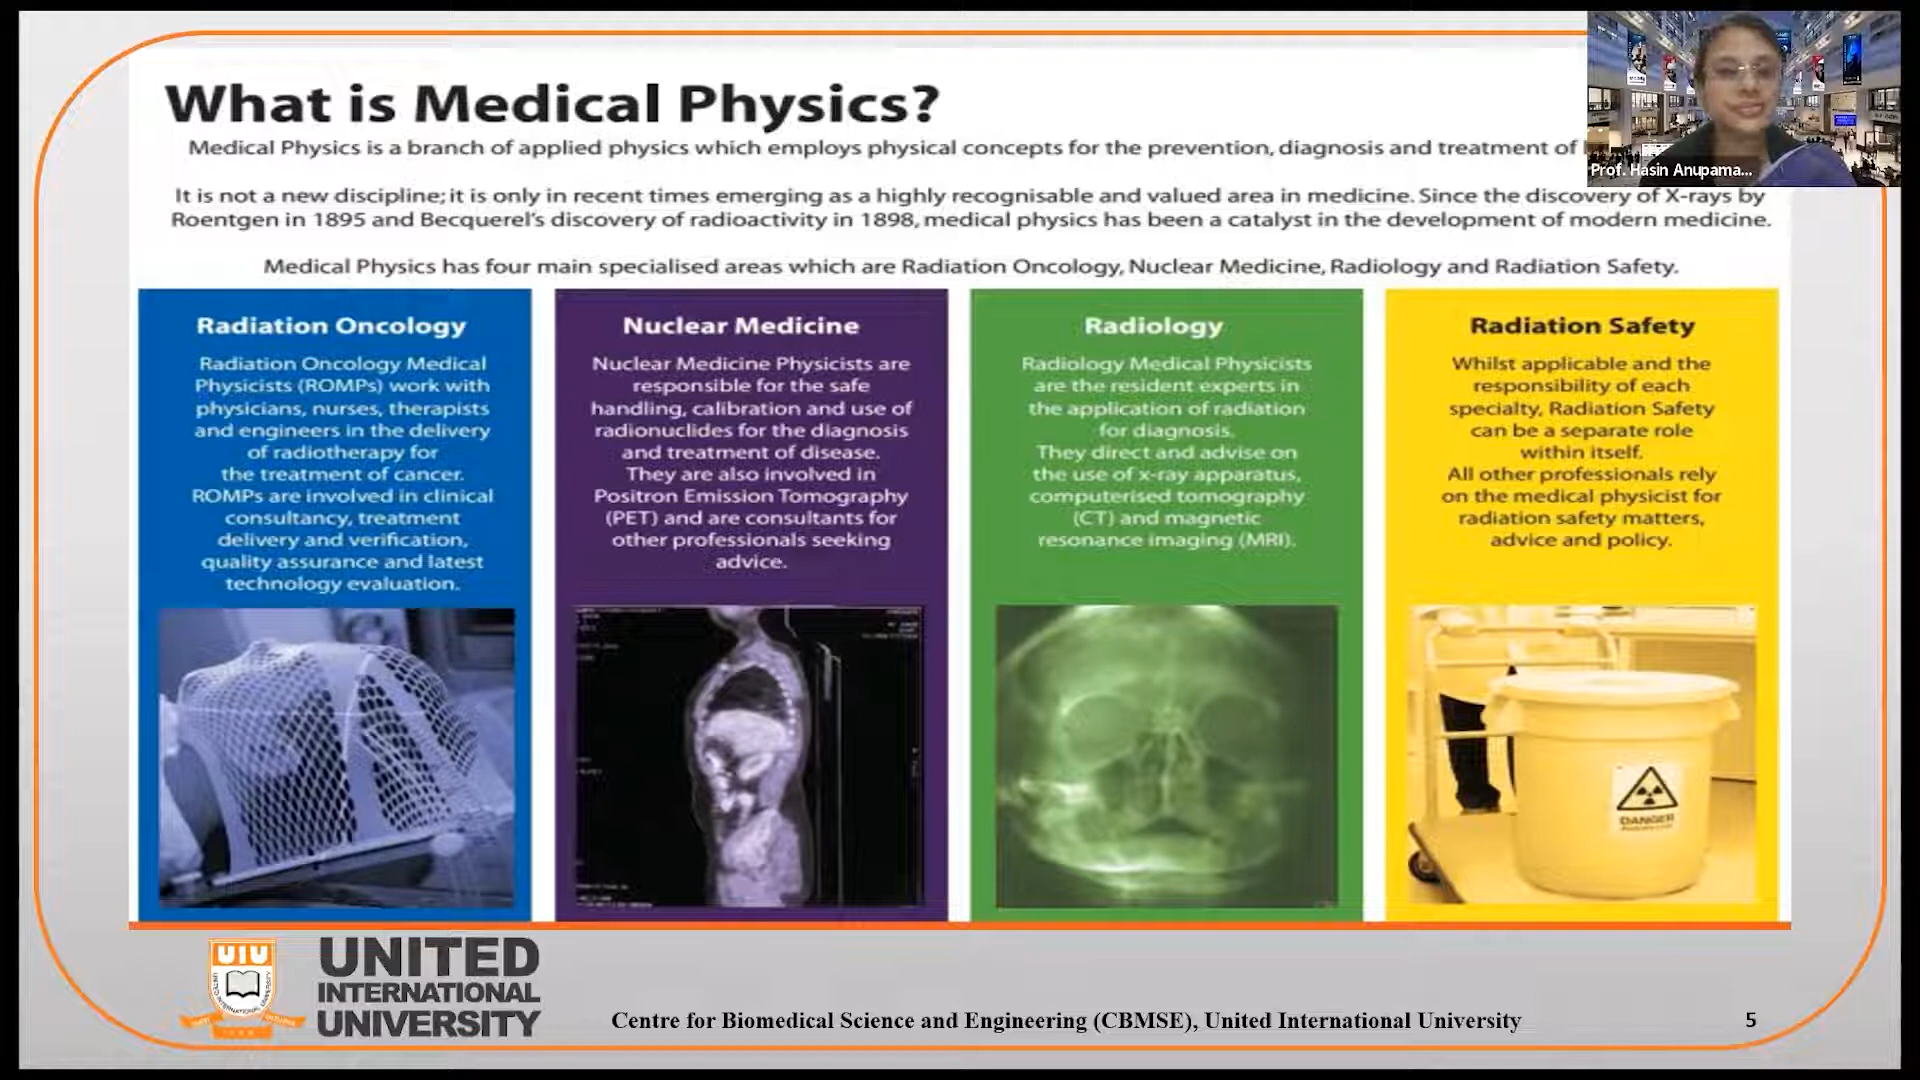 What is Medical Physics?
Medical Physics is a branch of applied physics which employs physical concepts for the prevention, diagnosis and treatment of
Prof. Hasin Anupama...
It is not a new discipline; it is only in recent times emerging as a highly recognisable and valued area in medicine. Since the discovery of X-rays by
Roentgen in 1895 and Becquerel's discovery of radioactivity in 1898, medical physics has been a catalyst in the development of modern medicine.
Medical Physics has four main specialised areas which are Radiation Oncology, Nuclear Medicine, Radiology and Radiation Safety.
Radiation Oncology
Radiation Oncology Medical
Physicists (ROMPs) work with
physicians, nurses, therapists
and engineers in the delivery
of radiotherapy for
the treatment of cancer.
ROMPs are involved in clinical
consultancy, treatment
delivery and verification,
quality assurance and latest
technology evaluation.
Nuclear Medicine
Nuclear Medicine Physicists are
responsible for the safe
handling, calibration and use of
radionuclides for the diagnosis
and treatment of disease.
They are also involved in
Positron Emission Tomography
(PET) and are consultants for
other professionals seeking
advice.
Radiology
Radiology Medical Physicists
are the resident experts in
the application of radiation
for diagnosis.
They direct and advise on
the use of x-ray apparatus,
computerised tomography
(CT) and magnetic
resonance imaging (MRI).
Radiation Safety
Whilst applicable and the
responsibility of each
specialty, Radiation Safety
can be a separate role
within itself.
All other professionals rely
on the medical physicist for
radiation safety matters,
advice and policy.
DANGER
UIU
UNITED
INTERNATIONAL
UNIVERSITY
Centre for Biomedical Science and Engineering (CBMSE), United International University
5